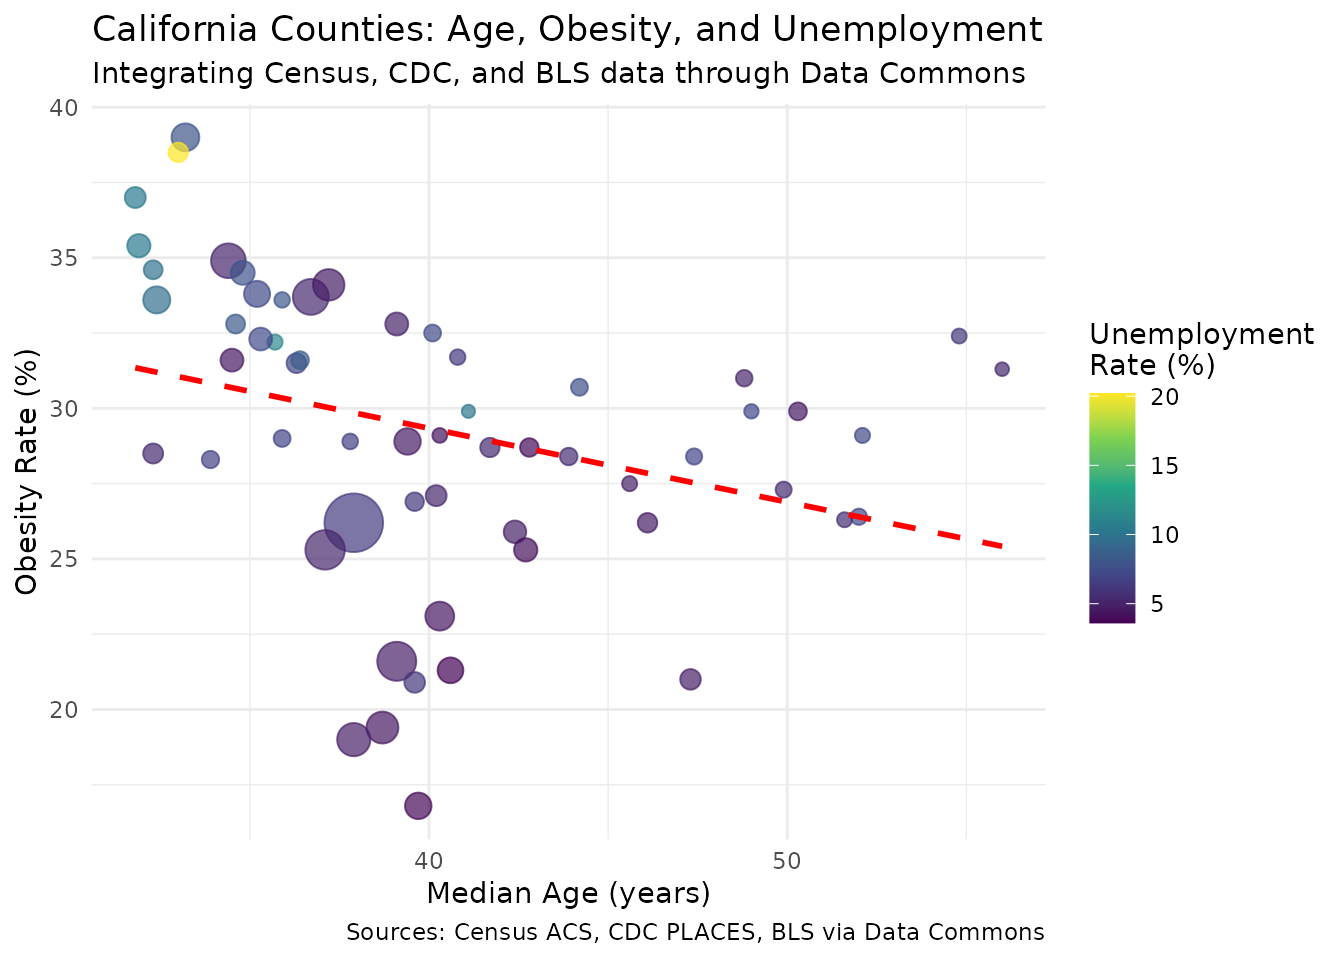 California Counties: Age, Obesity, and Unemployment
Integrating Census, CDC, and BLS data through Data Commons
40
35
30
25
20
Obesity Rate (%)
40
50
Median Age (years)
Unemployment
Rate (%)
20
15
10
5
Sources: Census ACS, CDC PLACES, BLS via Data Commons